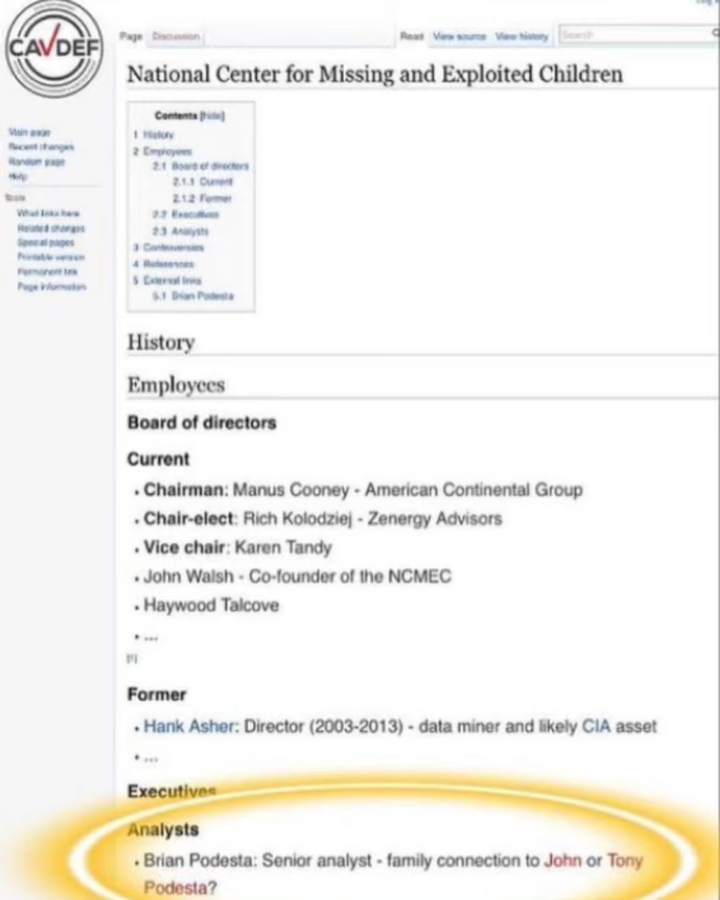 CAVDEF
Page Discussion Read View source View history Search
National Center for Missing and Exploited Children
Main page
Recent changes
Random page
Help
Tools
What links here
Related changes
Special pages
Printable version
Permanent link
Page information
Contents [hide]
1 History
2 Employees
2.1 Board of directors
2.1.1 Current
2.1.2 Former
2.2 Executives
2.3 Analysts
3 Controversies
4 References
5 External links
5.1 Brian Podesta
History
Employees
Board of directors
Current
• Chairman: Manus Cooney - American Continental Group
• Chair-elect: Rich Kolodziej - Zenergy Advisors
• Vice chair: Karen Tandy
• John Walsh - Co-founder of the NCMEC
• Haywood Talcove
• ...
[1]
Former
• Hank Asher: Director (2003-2013) - data miner and likely CIA asset
• ...
Executives
Analysts
• Brian Podesta: Senior analyst - family connection to John or Tony
Podesta?